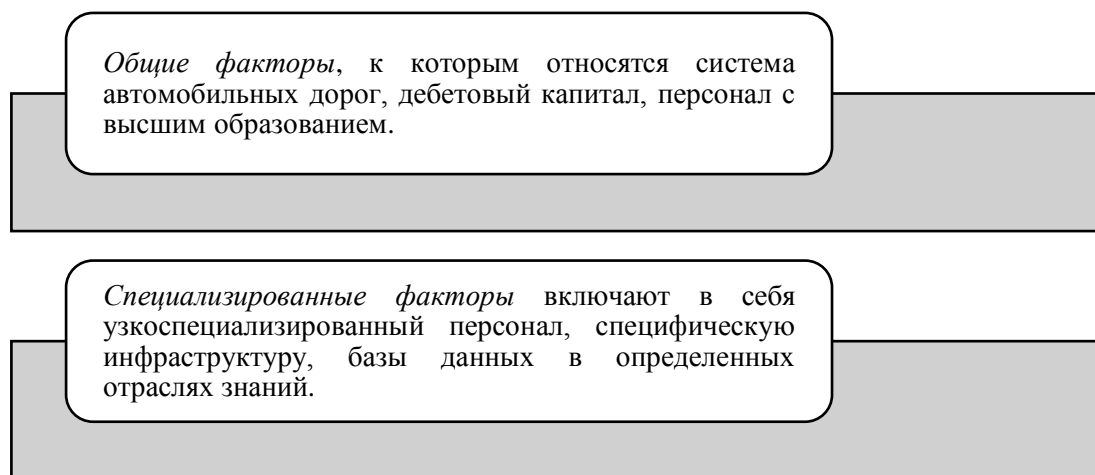 Общие факторы, к которым относятся система
автомобильных дорог, дебетовый капитал, персонал с
высшим образованием.
Специализированные факторы включают в себя
узкоспециализированный персонал, специфическую
инфраструктуру, базы данных в определенных
отраслях знаний.